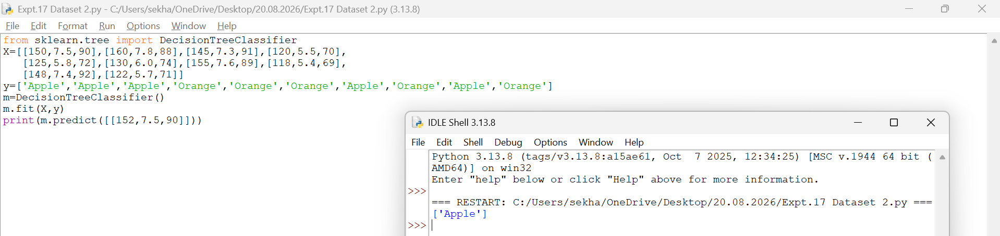 Expt.17 Dataset 2.py - C:/Users/sekha/OneDrive/Desktop/20.08.2026/Expt.17 Dataset 2.py (3.13.8)
File Edit Format Run Options Window Help
from sklearn.tree import DecisionTreeClassifier
X=[[150,7.5,90],[160,7.8,88],[145,7.3,91],[120,5.5,70],
   [125,5.8,72],[130,6.0,74],[155,7.6,89],[118,5.4,69],
   [148,7.4,92],[122,5.7,71]]
y=['Apple','Apple','Apple','Orange','Orange','Orange','Apple','Orange','Apple','Orange']
m=DecisionTreeClassifier()
m.fit(X,y)
print(m.predict([[152,7.5,90]]))
IDLE Shell 3.13.8
File Edit Shell Debug Options Window Help
Python 3.13.8 (tags/v3.13.8:a15ae61, Oct  7 2025, 12:34:25) [MSC v.1944 64 bit (
AMD64)] on win32
Enter "help" below or click "Help" above for more information.
>>>
=== RESTART: C:/Users/sekha/OneDrive/Desktop/20.08.2026/Expt.17 Dataset 2.py ===
['Apple']
>>>